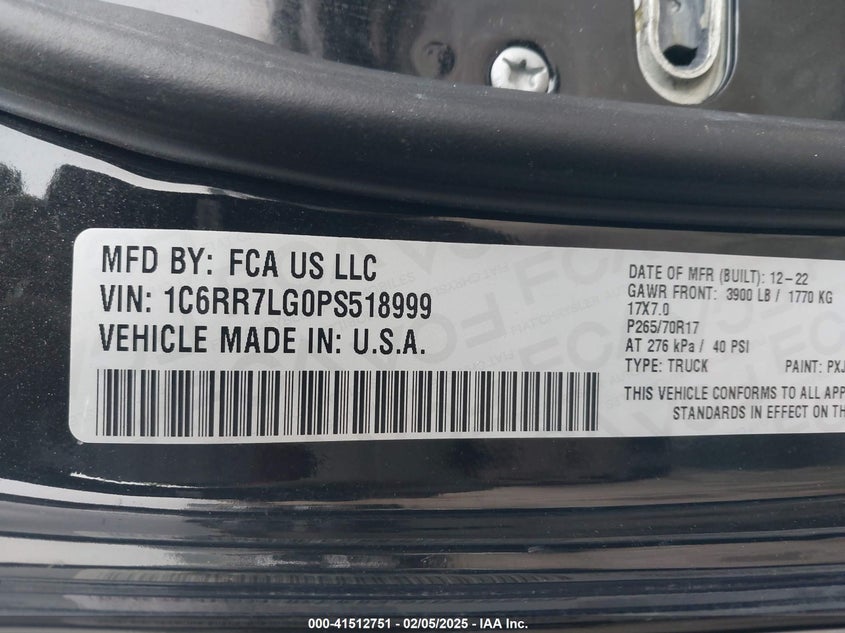 MFD BY: FCA US LLC
VIN: 1C6RR7LG0PS518999
VEHICLE MADE IN: U.S.A.
DATE OF MFR (BUILT): 12-22
GAWR FRONT: 3900 LB / 1770 KG
17X7.0
P265/70R17
AT 276 kPa / 40 PSI
TYPE: TRUCK PAINT: PXJ
THIS VEHICLE CONFORMS TO ALL APP
STANDARDS IN EFFECT ON TH
000-41512751 - 02/05/2025 - IAA Inc.